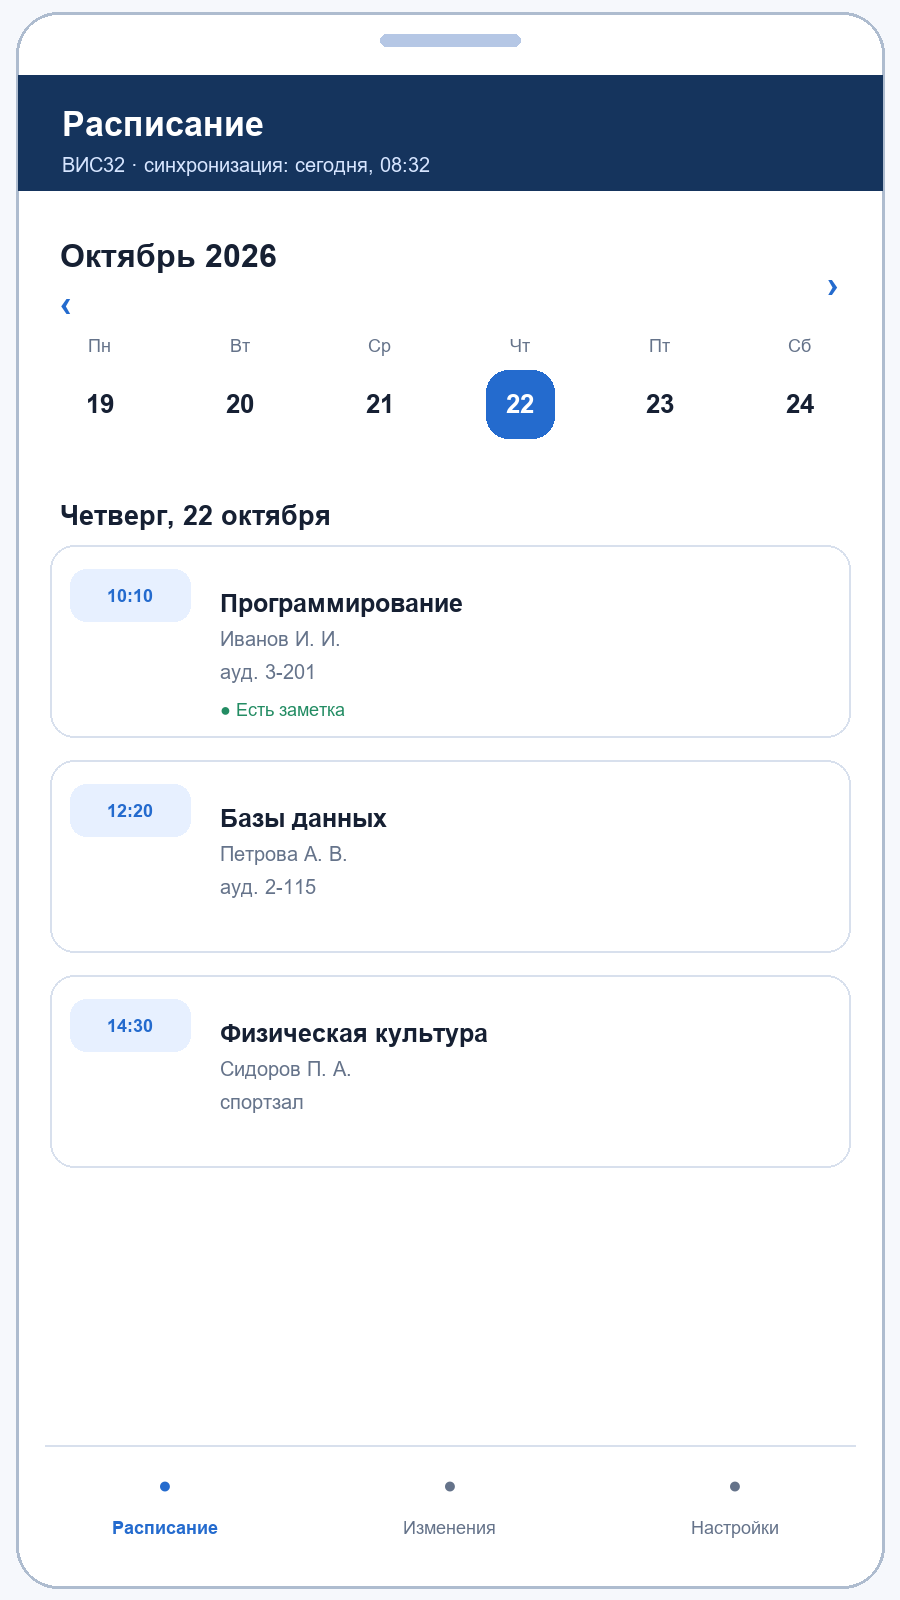 Расписание
ВИС32 · синхронизация: сегодня, 08:32
Октябрь 2026
‹ ›
Пн Вт Ср Чт Пт Сб
19 20 21 22 23 24
Четверг, 22 октября
10:10
Программирование
Иванов И. И.
ауд. 3-201
● Есть заметка
12:20
Базы данных
Петрова А. В.
ауд. 2-115
14:30
Физическая культура
Сидоров П. А.
спортзал
Расписание Изменения Настройки